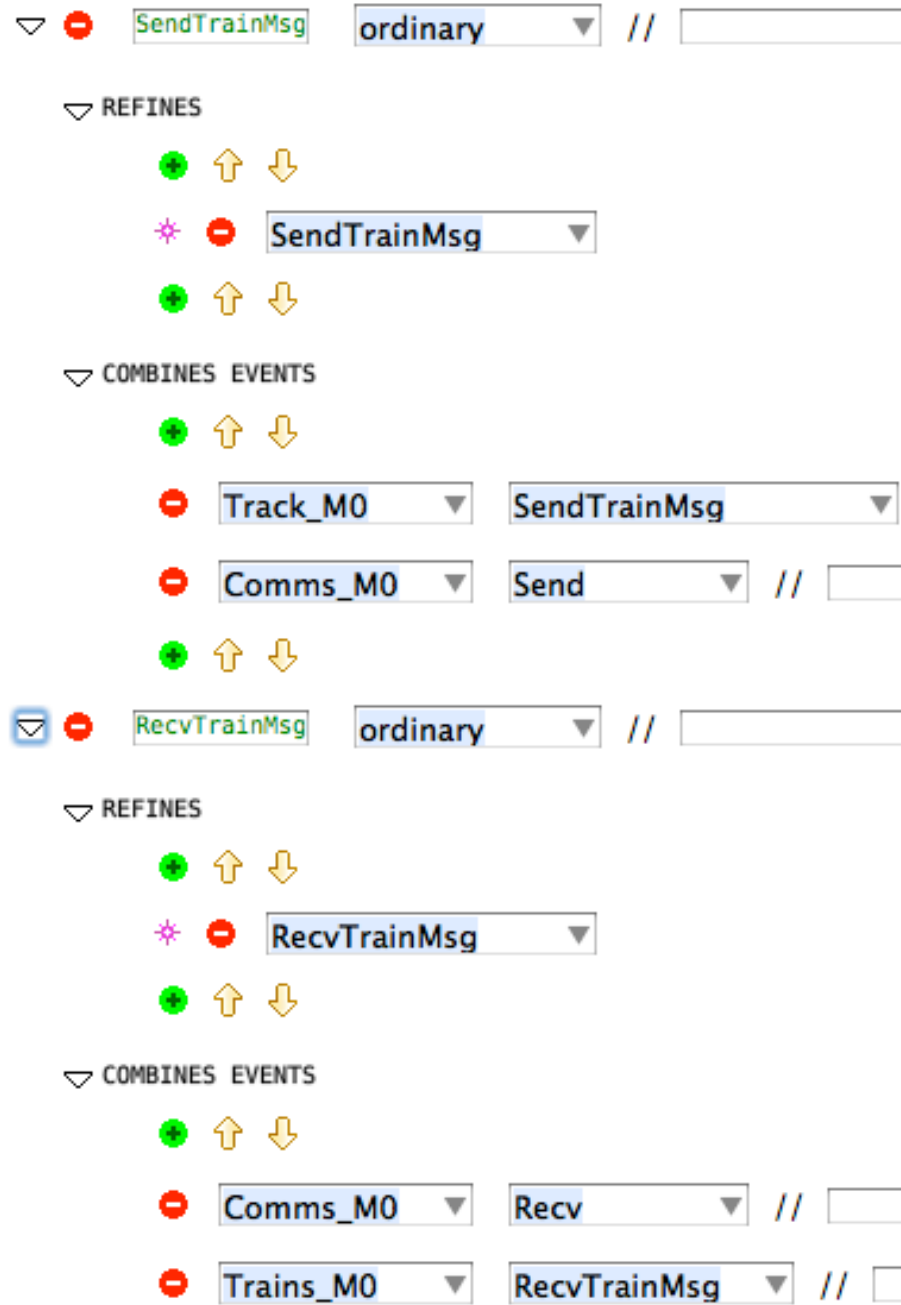 SendTrainMsg ordinary //
REFINES
SendTrainMsg
COMBINES EVENTS
Track_M0 SendTrainMsg
Comms_M0 Send //
RecvTrainMsg ordinary //
REFINES
RecvTrainMsg
COMBINES EVENTS
Comms_M0 Recv //
Trains_M0 RecvTrainMsg //